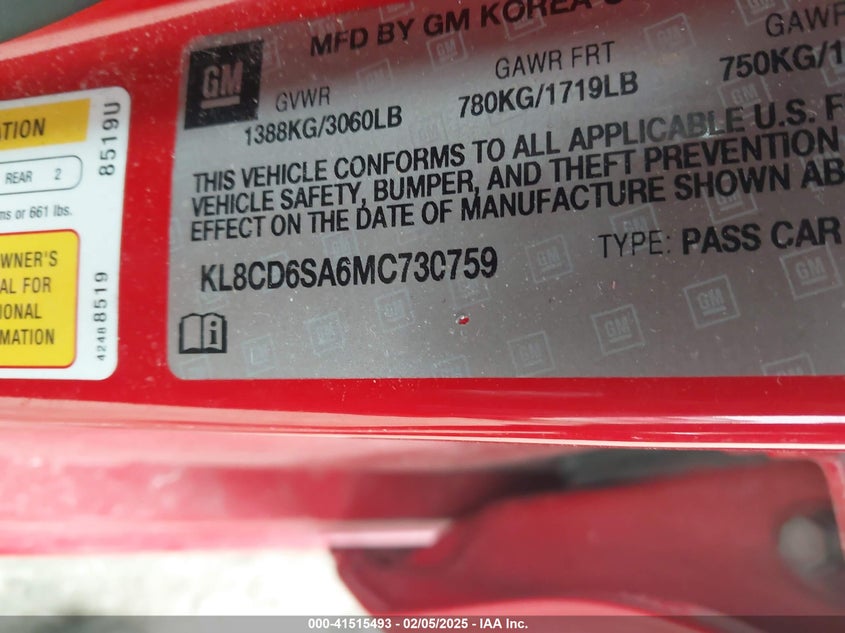 MFD BY GM KOREA
GM
GVWR
1388KG/3060LB
GAWR FRT
780KG/1719LB
GAWR
750KG/1
THIS VEHICLE CONFORMS TO ALL APPLICABLE U.S. F
VEHICLE SAFETY, BUMPER, AND THEFT PREVENTION
EFFECT ON THE DATE OF MANUFACTURE SHOWN AB
KL8CD6SA6MC730759
TYPE: PASS CAR
ATION
REAR 2
ms or 661 lbs.
WNER'S
AL FOR
IONAL
MATION
8519U
42488519
000-41515493 - 02/05/2025 - IAA Inc.